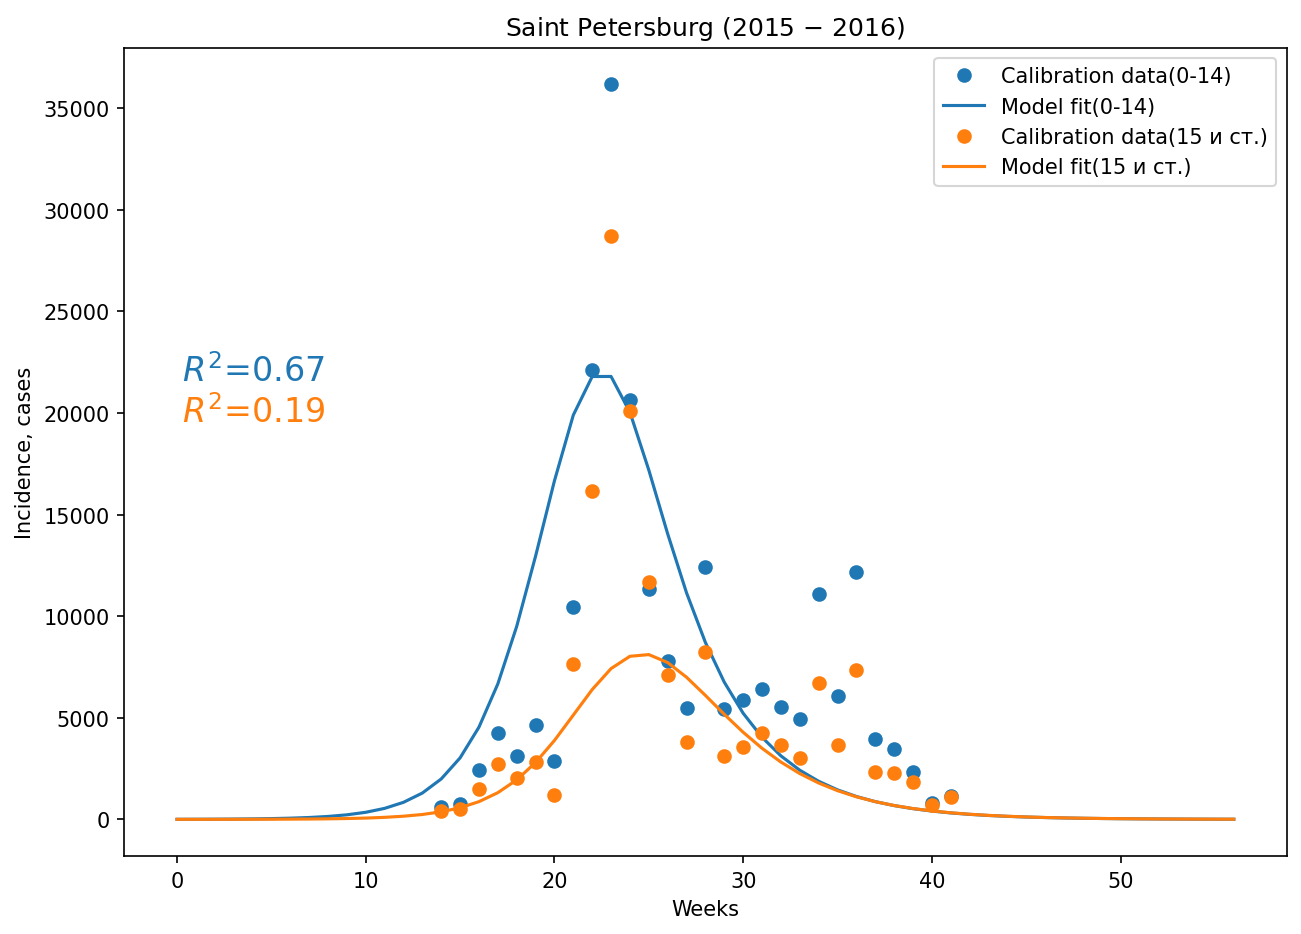 Saint Petersburg (2015 − 2016)
Calibration data(0-14)
Model fit(0-14)
Calibration data(15 и ст.)
Model fit(15 и ст.)
35000
30000
25000
20000
15000
10000
5000
0
Incidence, cases
R²=0.67
R²=0.19
0 10 20 30 40 50
Weeks